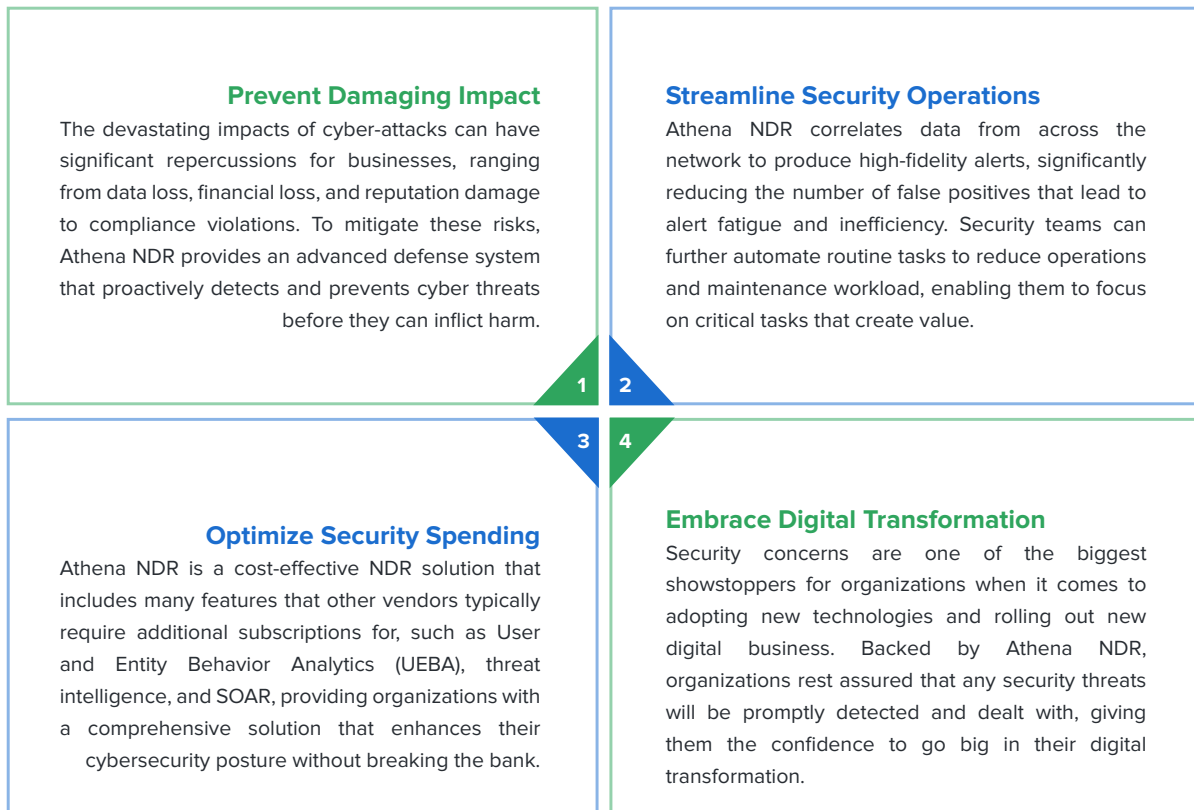 Prevent Damaging Impact
The devastating impacts of cyber-attacks can have
significant repercussions for businesses, ranging
from data loss, financial loss, and reputation damage
to compliance violations. To mitigate these risks,
Athena NDR provides an advanced defense system
that proactively detects and prevents cyber threats
before they can inflict harm.
1
Streamline Security Operations
Athena NDR correlates data from across the
network to produce high-fidelity alerts, significantly
reducing the number of false positives that lead to
alert fatigue and inefficiency. Security teams can
further automate routine tasks to reduce operations
and maintenance workload, enabling them to focus
on critical tasks that create value.
2
3
Optimize Security Spending
Athena NDR is a cost-effective NDR solution that
includes many features that other vendors typically
require additional subscriptions for, such as User
and Entity Behavior Analytics (UEBA), threat
intelligence, and SOAR, providing organizations with
a comprehensive solution that enhances their
cybersecurity posture without breaking the bank.
4
Embrace Digital Transformation
Security concerns are one of the biggest
showstoppers for organizations when it comes to
adopting new technologies and rolling out new
digital business. Backed by Athena NDR,
organizations rest assured that any security threats
will be promptly detected and dealt with, giving
them the confidence to go big in their digital
transformation.